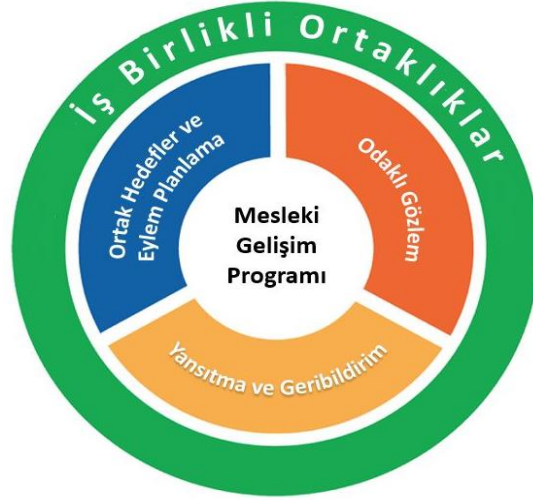 İş Birlikli Ortaklıklar
Ortak Hedefler ve
Eylem Planlama
Odaklı Gözlem
Mesleki
Gelişim
Programı
Yansıtma ve Geribildirim